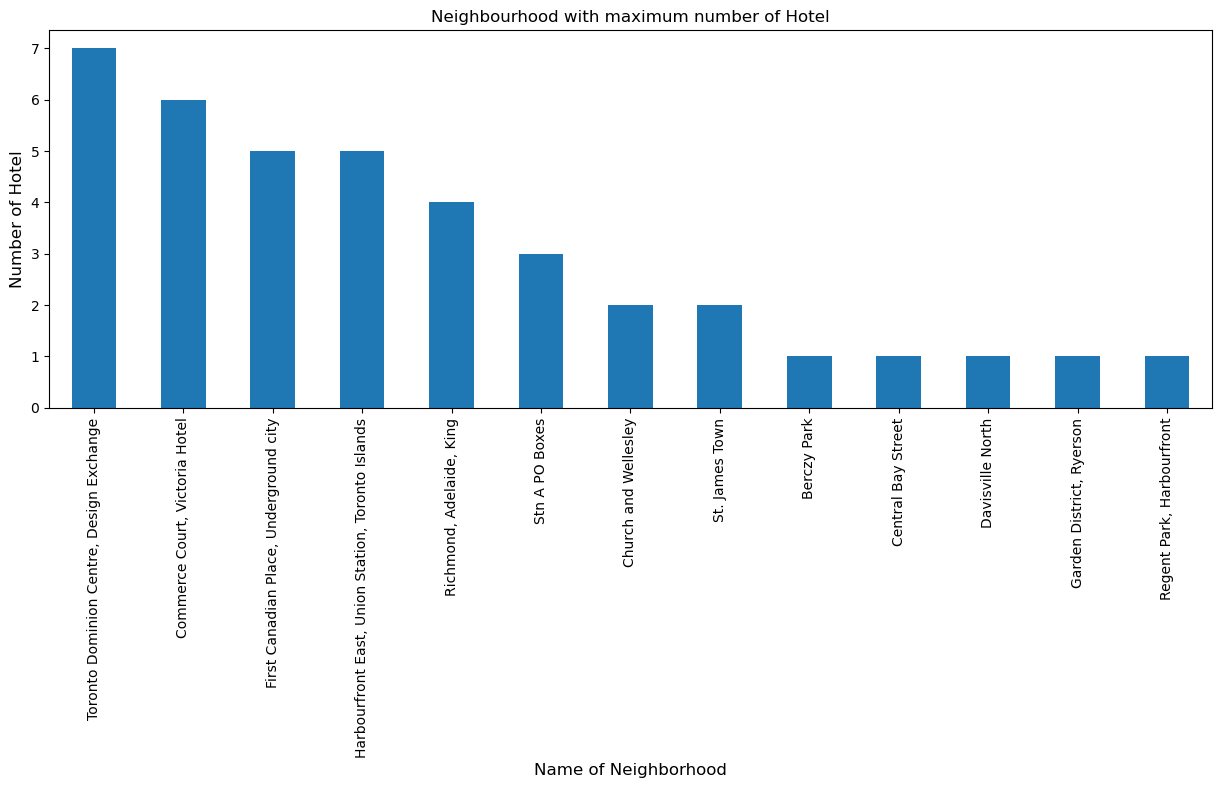 Neighbourhood with maximum number of Hotel
Number of Hotel
7
6
5
4
3
2
1
0
Toronto Dominion Centre, Design Exchange
Commerce Court, Victoria Hotel
First Canadian Place, Underground city
Harbourfront East, Union Station, Toronto Islands
Richmond, Adelaide, King
Stn A PO Boxes
Church and Wellesley
St. James Town
Berczy Park
Central Bay Street
Davisville North
Garden District, Ryerson
Regent Park, Harbourfront
Name of Neighborhood